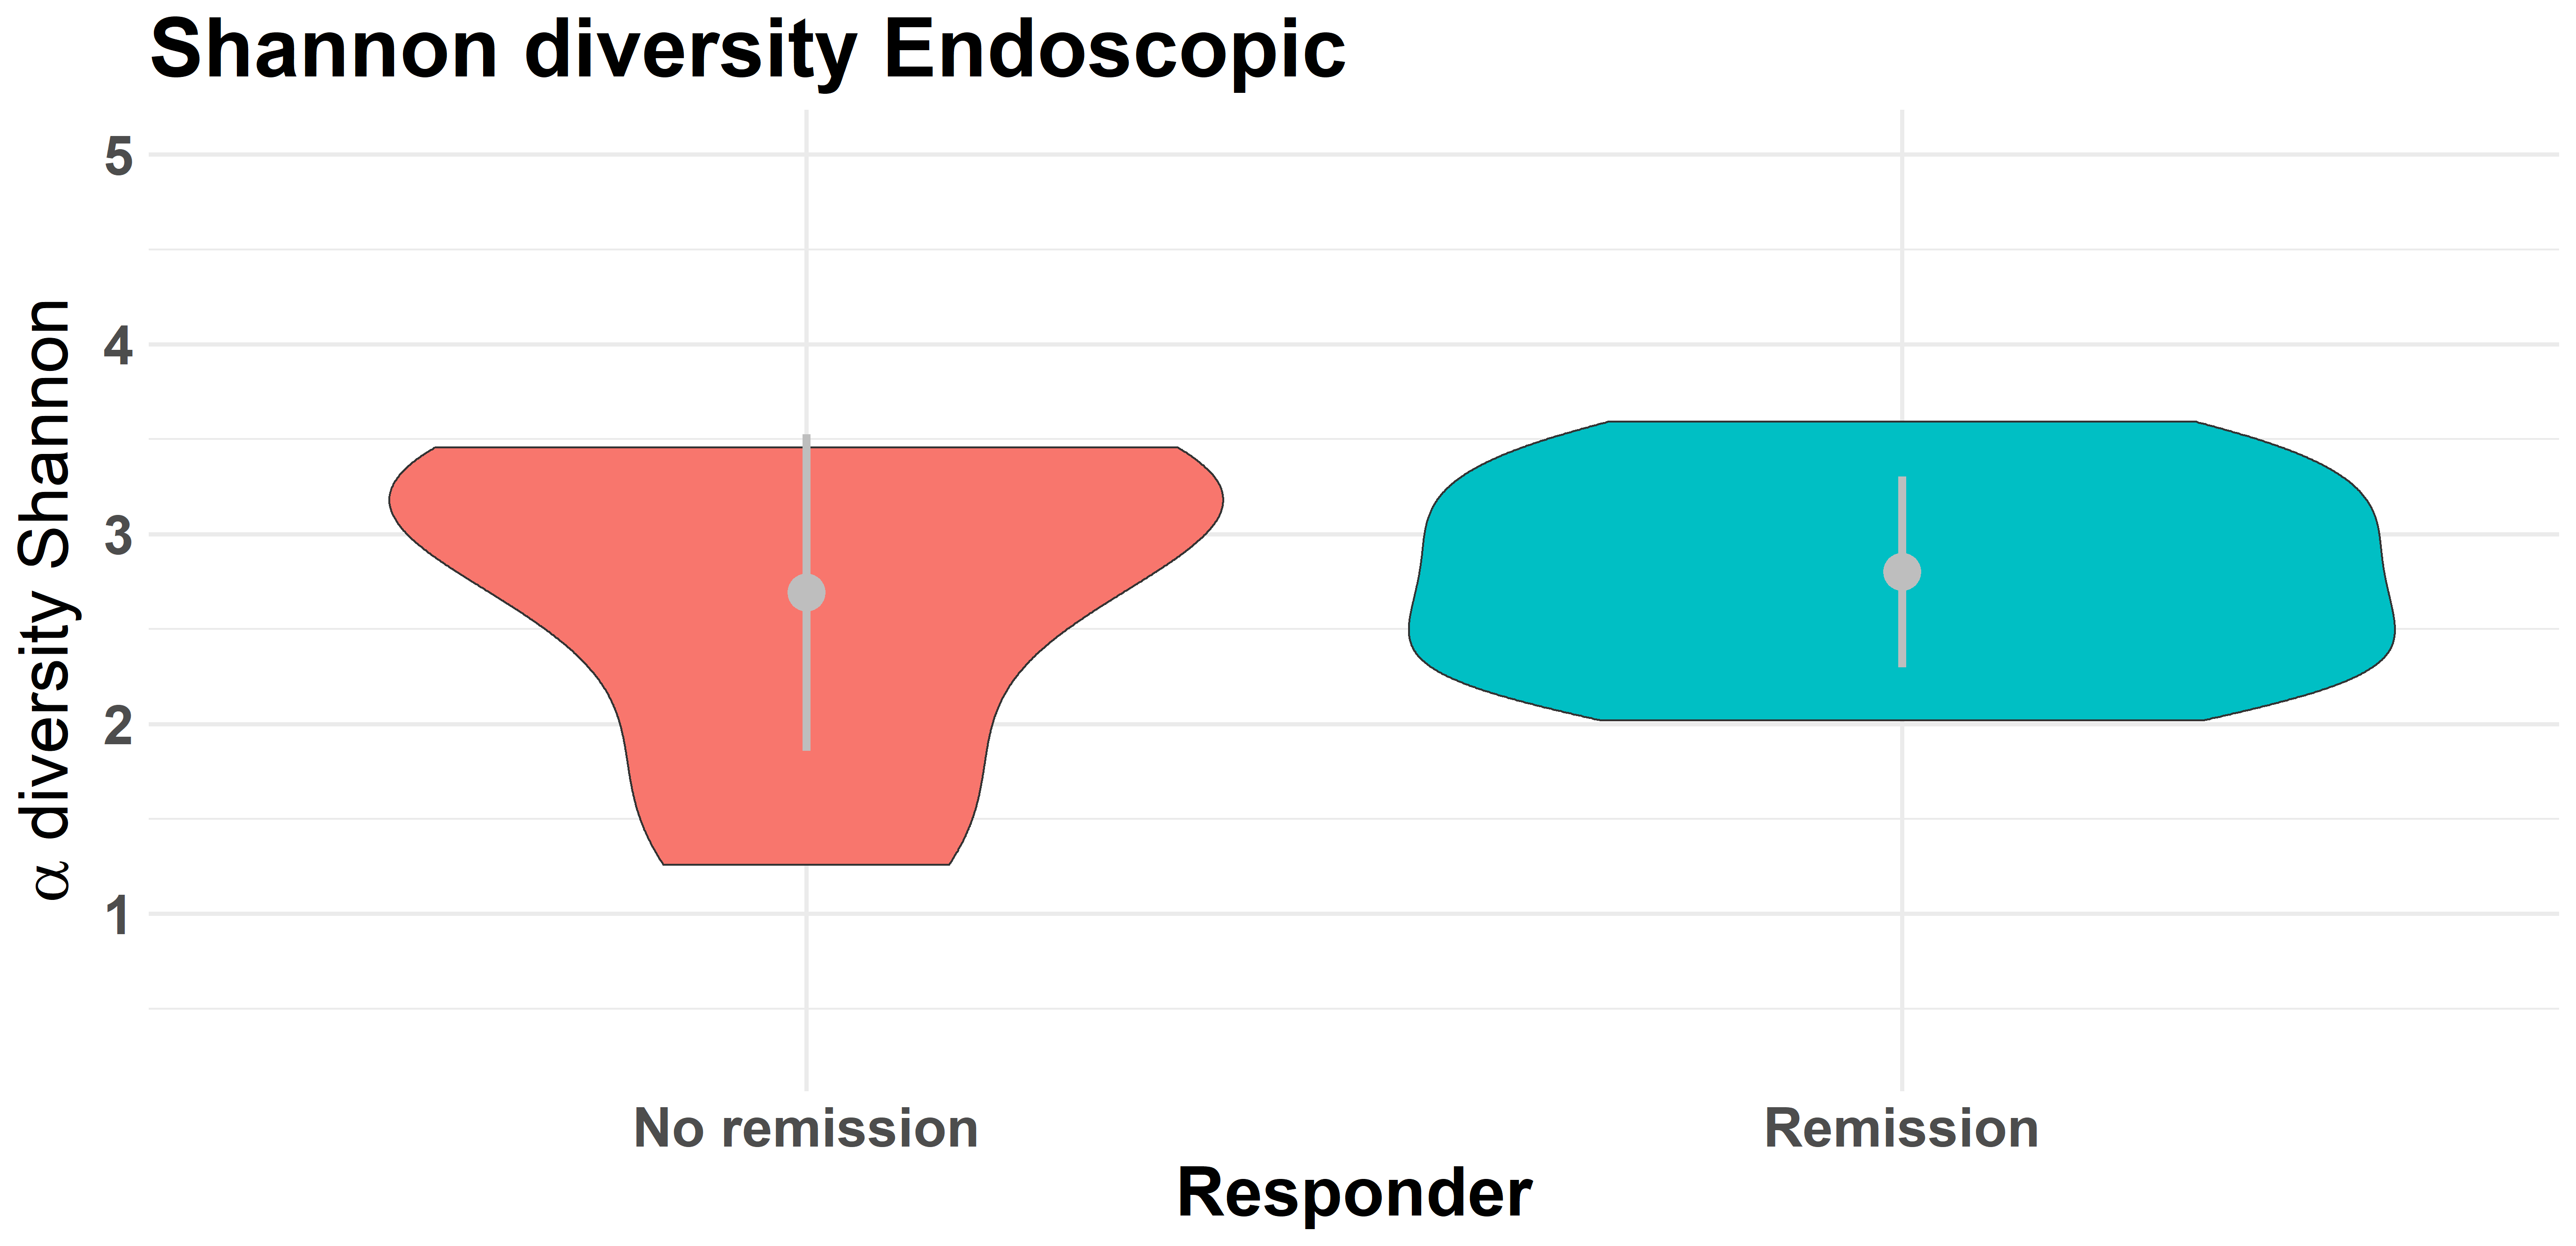 Shannon diversity Endoscopic
α diversity Shannon
5
4
3
2
1
No remission
Remission
Responder